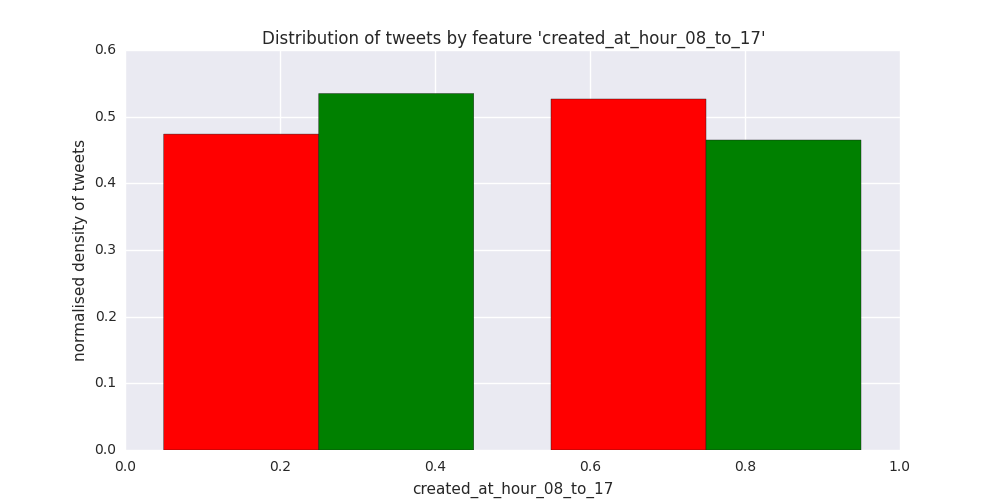 Distribution of tweets by feature 'created_at_hour_08_to_17'
0.6
0.5
0.4
0.3
0.2
0.1
0.0
normalised density of tweets
0.0 0.2 0.4 0.6 0.8 1.0
created_at_hour_08_to_17